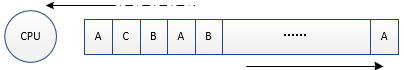 CPU A C B A B ...... A